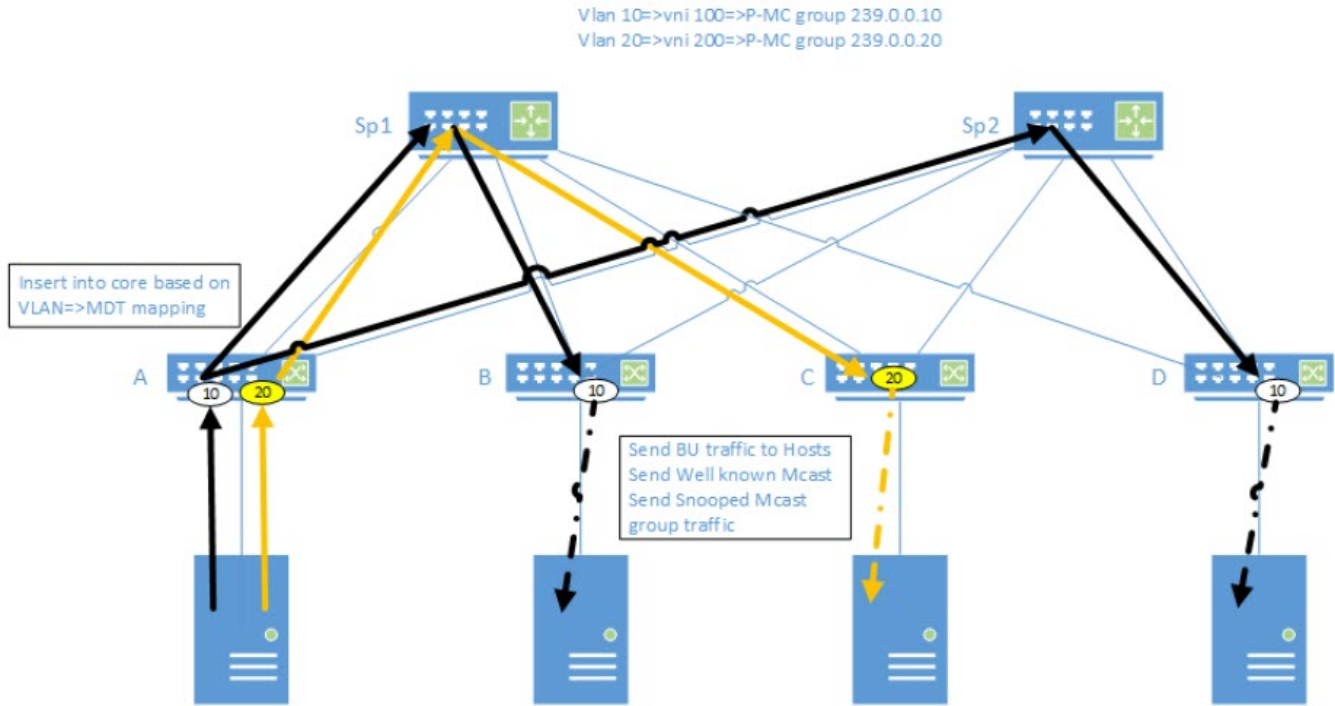 Vlan 10=>vni 100=>P-MC group 239.0.0.10
Vlan 20=>vni 200=>P-MC group 239.0.0.20
Sp1
Sp2
Insert into core based on
VLAN=>MDT mapping
A
10
20
B
10
C
20
D
10
Send BU traffic to Hosts
Send Well known Mcast
Send Snooped Mcast
group traffic